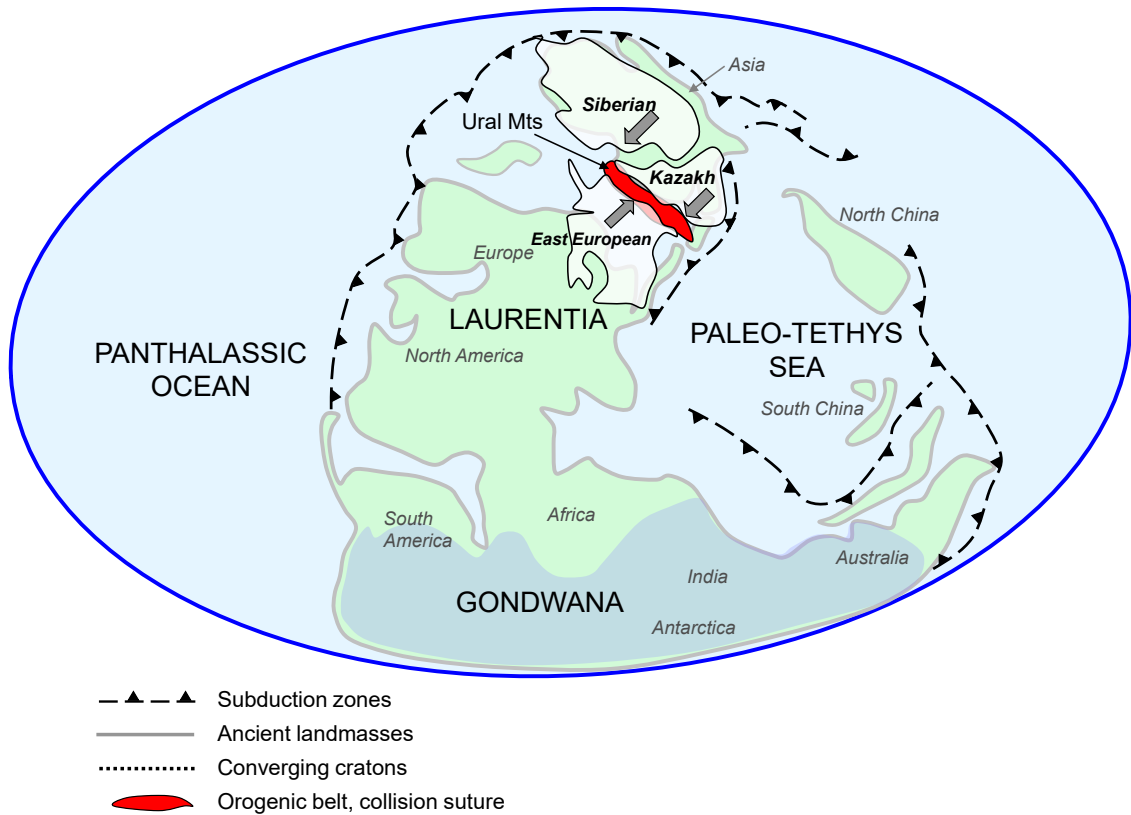 Asia
Siberian
Ural Mts
Kazakh
North China
East European
Europe
LAURENTIA
PALEO-TETHYS
SEA
PANTHALASSIC
OCEAN
North America
South China
South
America
Africa
Australia
India
GONDWANA
Antarctica
Subduction zones
Ancient landmasses
Converging cratons
Orogenic belt, collision suture